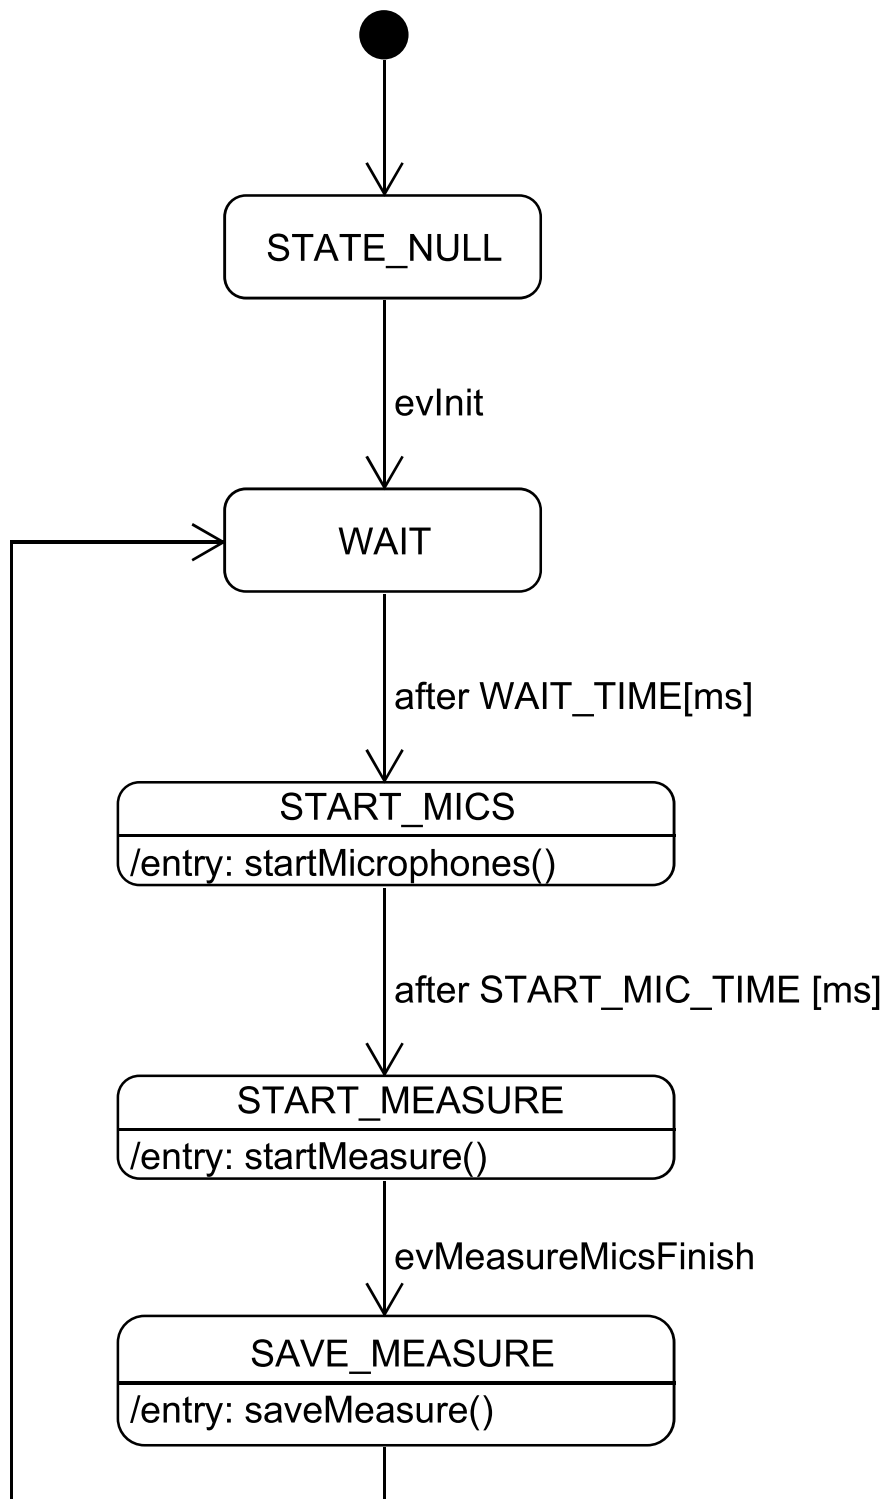 STATE_NULL
evInit
WAIT
after WAIT_TIME[ms]
START_MICS
/entry: startMicrophones()
after START_MIC_TIME [ms]
START_MEASURE
/entry: startMeasure()
evMeasureMicsFinish
SAVE_MEASURE
/entry: saveMeasure()